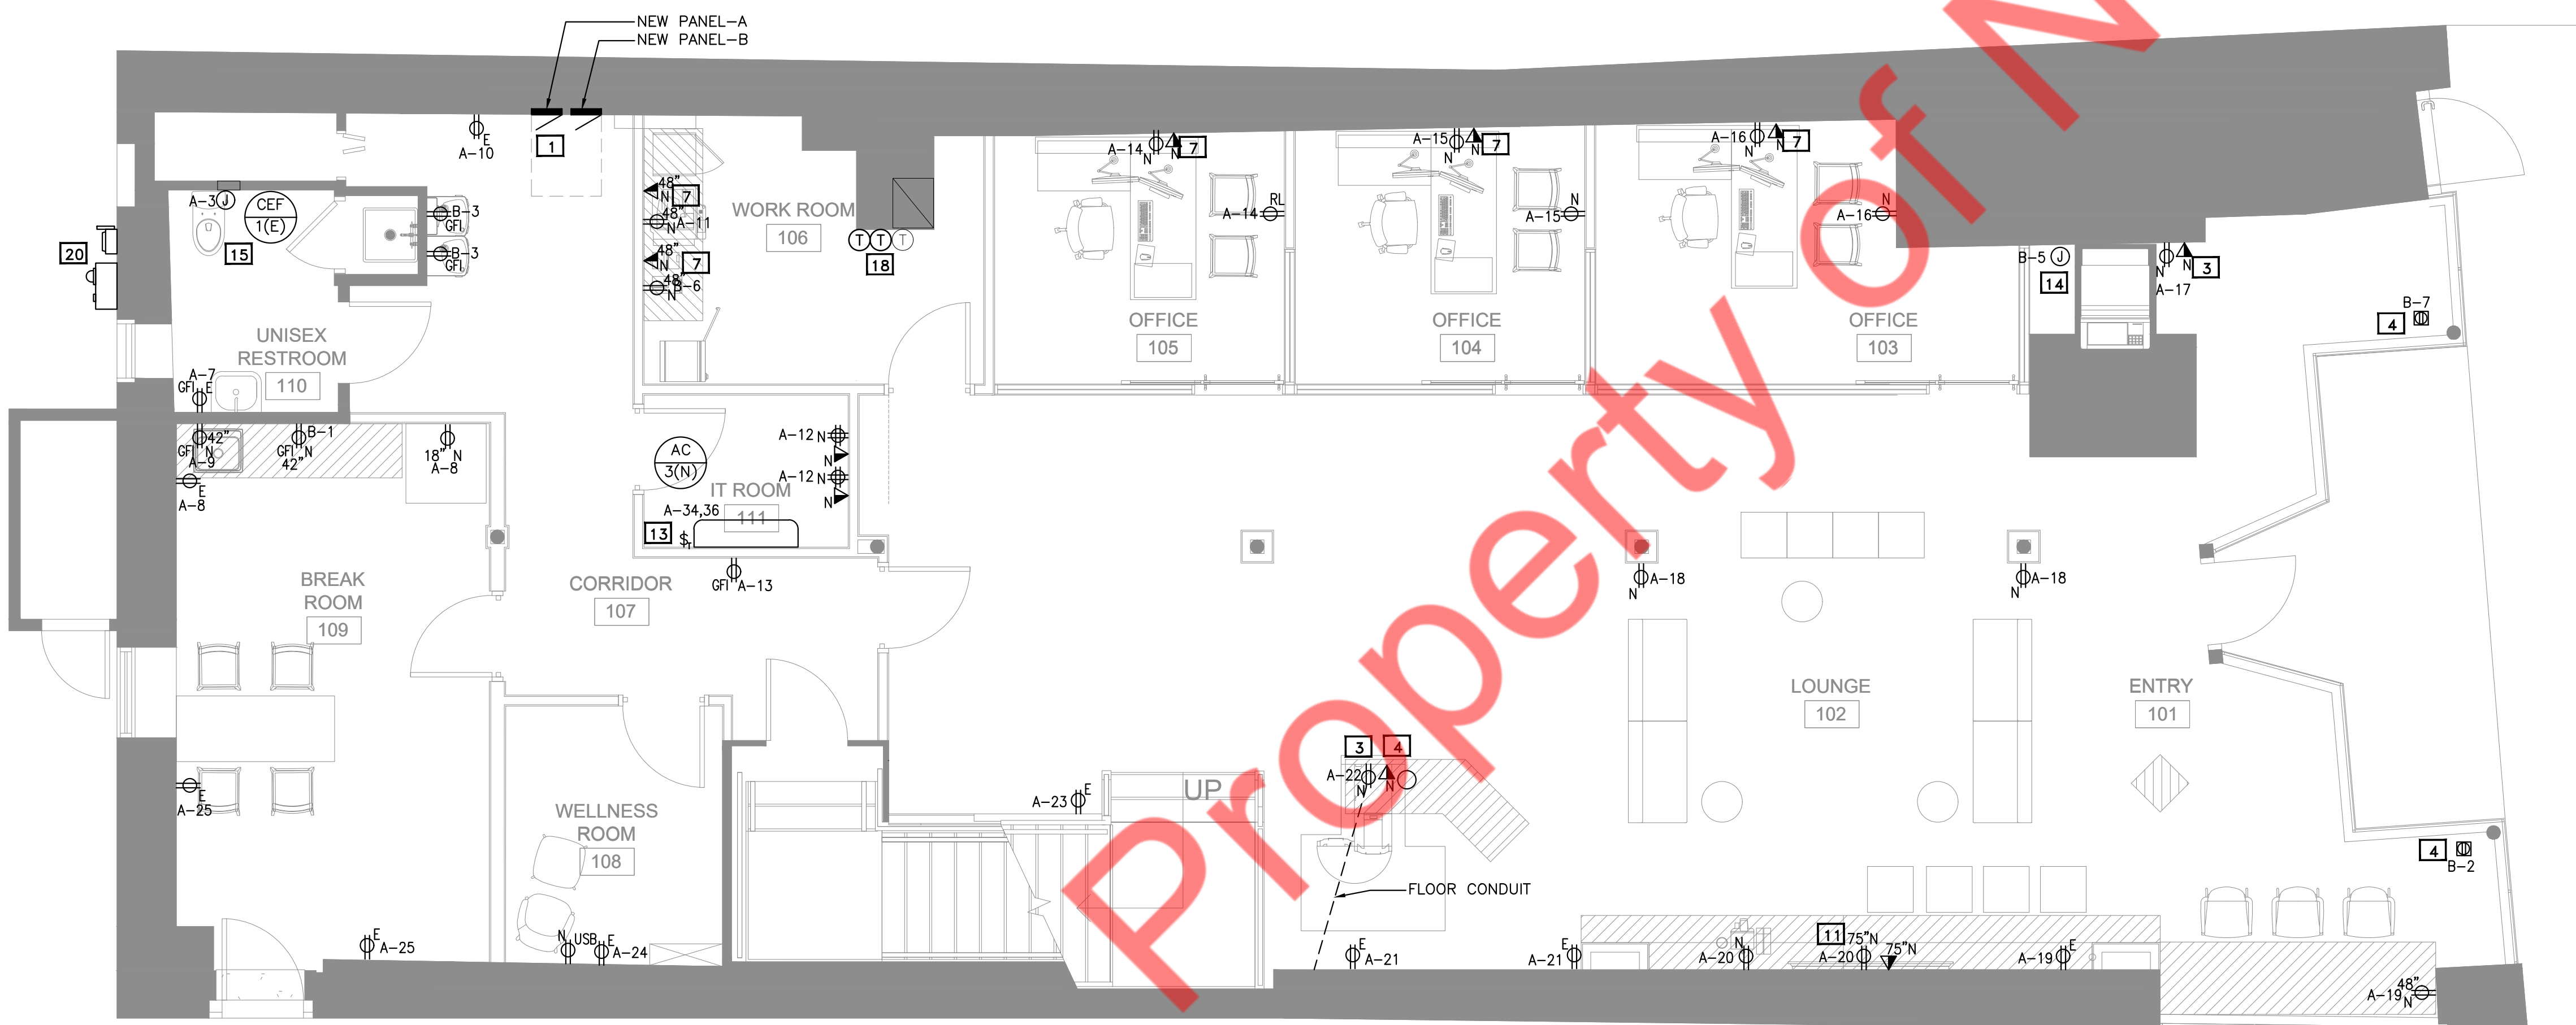 NEW PANEL-A
NEW PANEL-B
E
A-10
1
A-3 J
CEF
1(E)
15
20
B-3
GFI
B-3
GFI
UNISEX
RESTROOM
110
A-7
GFI E
48"
N
7
48"
N
A-11
48"
N
7
48"
N
B-6
WORK ROOM
106
T T T
18
A-14
N
N
7
RL
A-14
OFFICE
105
A-15
N
N
7
N
A-15
OFFICE
104
A-16
N
N
7
N
A-16
OFFICE
103
B-5 J
14
N
N
3
A-17
B-7
4
42"
GFI N
A-9
B-1
GFI N
42"
18" N
A-8
E
A-8
AC
3(N)
A-12 N
N
A-12 N
N
IT ROOM
111
A-34,36
13
$T
GFI A-13
BREAK
ROOM
109
CORRIDOR
107
A-18
N
A-18
N
LOUNGE
102
ENTRY
101
E
A-25
E
A-25
WELLNESS
ROOM
108
N
USB
E
A-24
A-23
E
UP
3
4
A-22
N
N
FLOOR CONDUIT
E
A-21
E
A-21
N
A-20
11
75"N
A-20
75"N
E
A-19
4
B-2
48"
A-19 N
Property of N